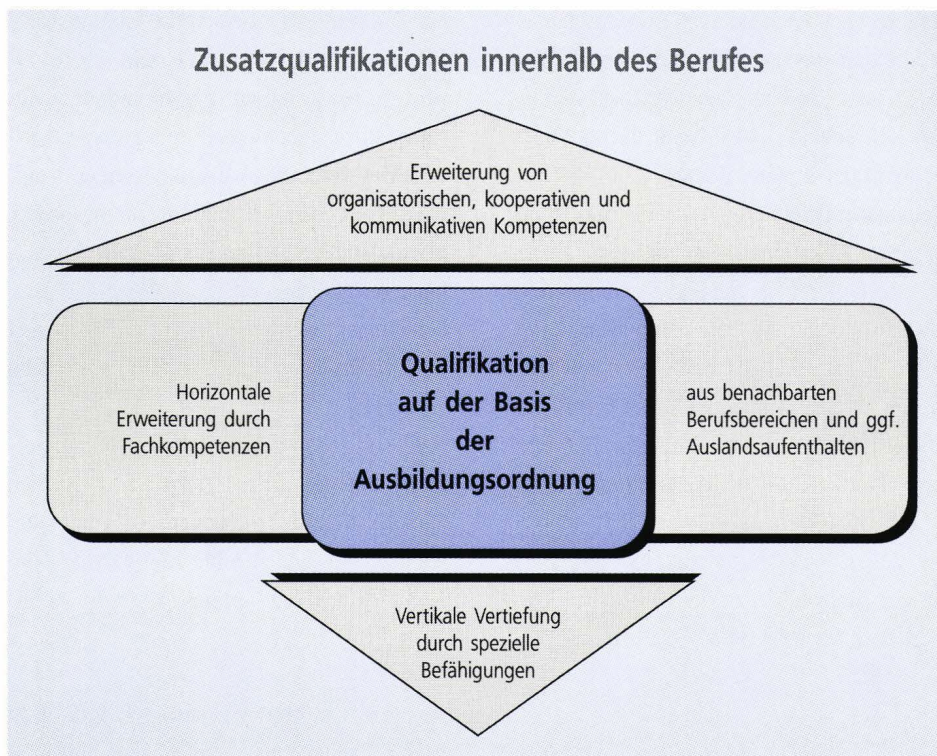 Zusatzqualifikationen innerhalb des Berufes
Erweiterung von
organisatorischen, kooperativen und
kommunikativen Kompetenzen
Horizontale
Erweiterung durch
Fachkompetenzen
Qualifikation
auf der Basis
der
Ausbildungsordnung
aus benachbarten
Berufsbereichen und ggf.
Auslandsaufenthalten
Vertikale Vertiefung
durch spezielle
Befähigungen